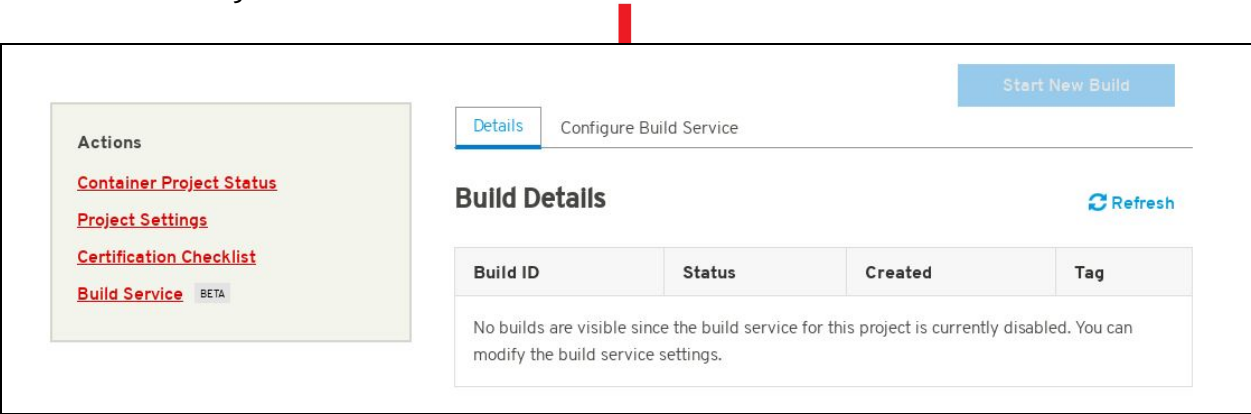 Start New Build
Actions
Container Project Status
Project Settings
Certification Checklist
Build Service BETA
Details Configure Build Service
Build Details
Refresh
Build ID Status Created Tag
No builds are visible since the build service for this project is currently disabled. You can
modify the build service settings.